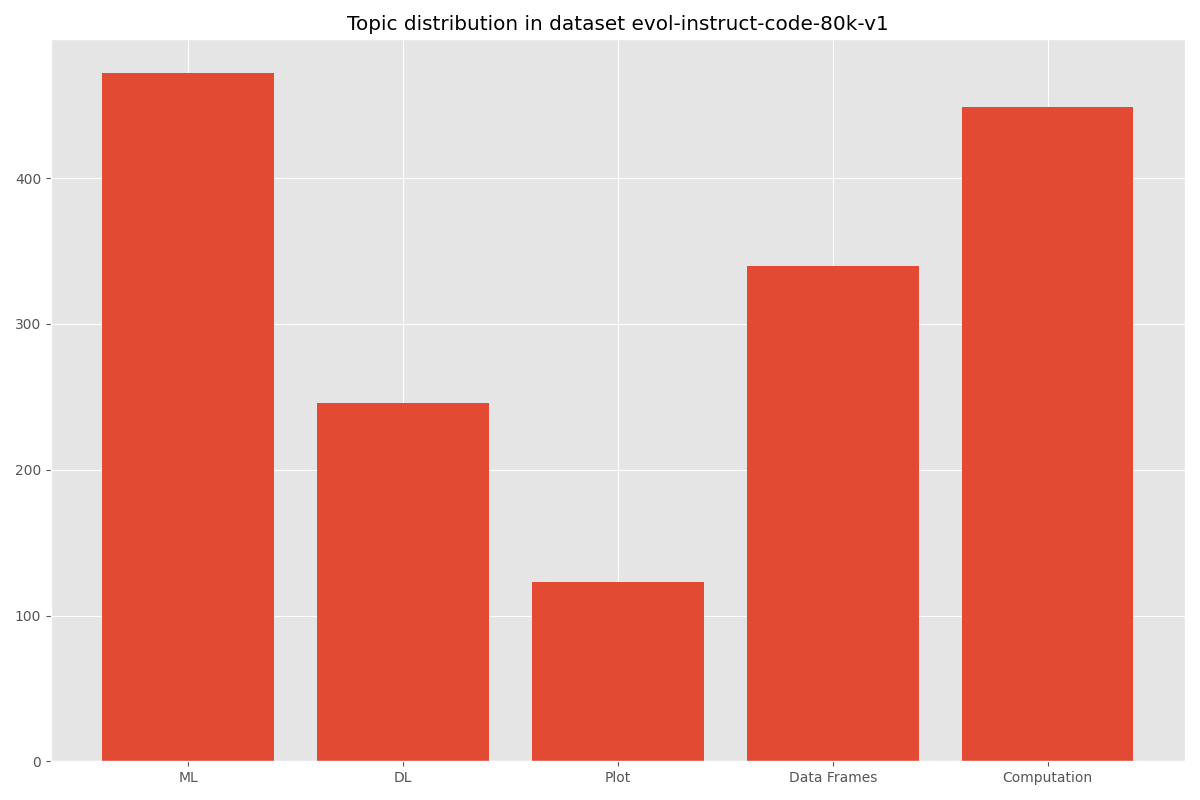 Topic distribution in dataset evol-instruct-code-80k-v1
400
300
200
100
0
ML
DL
Plot
Data Frames
Computation